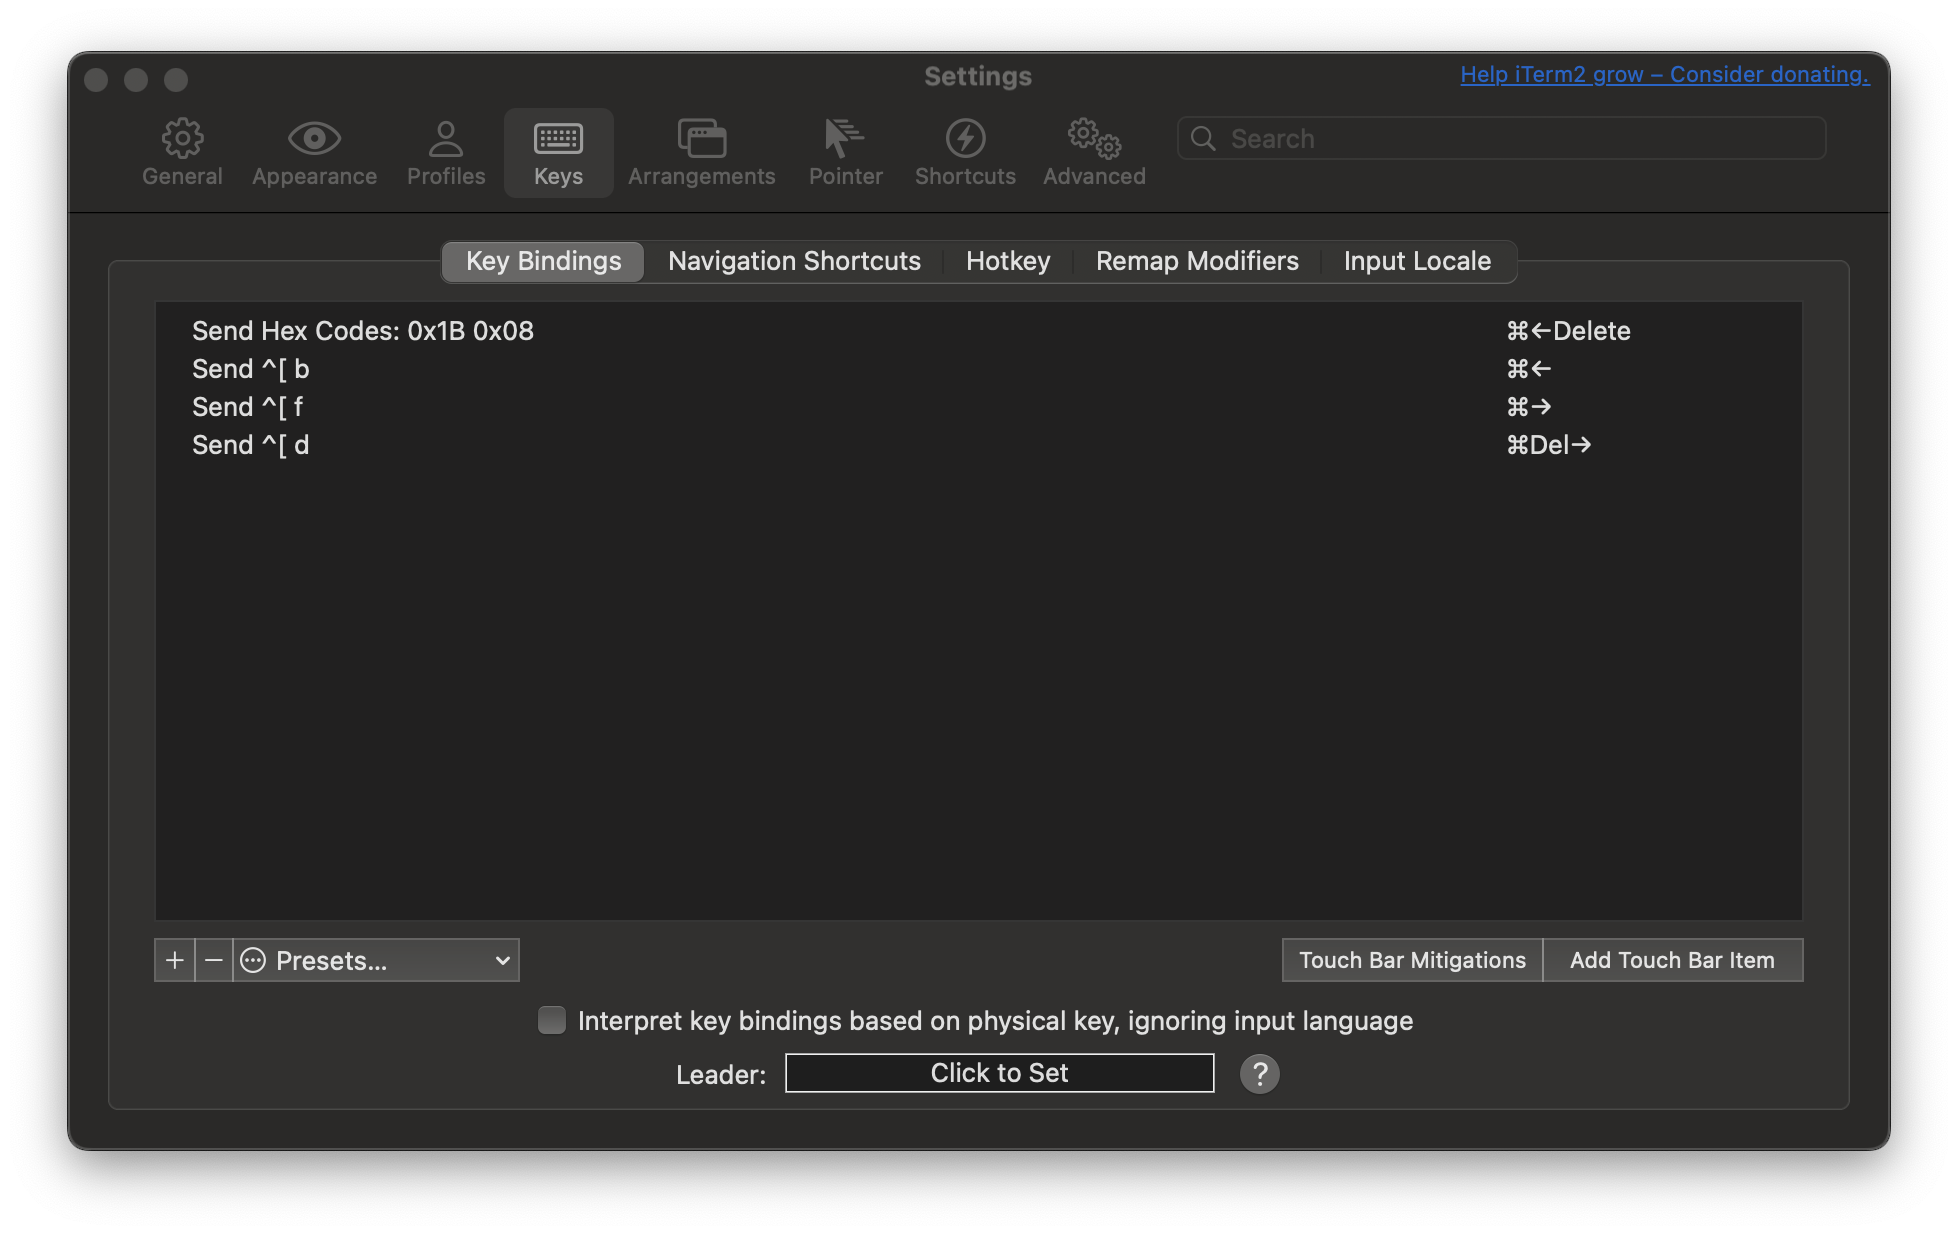 Settings
Help iTerm2 grow – Consider donating.
General Appearance Profiles Keys Arrangements Pointer Shortcuts Advanced Search
Key Bindings Navigation Shortcuts Hotkey Remap Modifiers Input Locale
Send Hex Codes: 0x1B 0x08 ⌘←Delete
Send ^[ b ⌘←
Send ^[ f ⌘→
Send ^[ d ⌘Del→
+ − Presets... Touch Bar Mitigations Add Touch Bar Item
Interpret key bindings based on physical key, ignoring input language
Leader: Click to Set ?